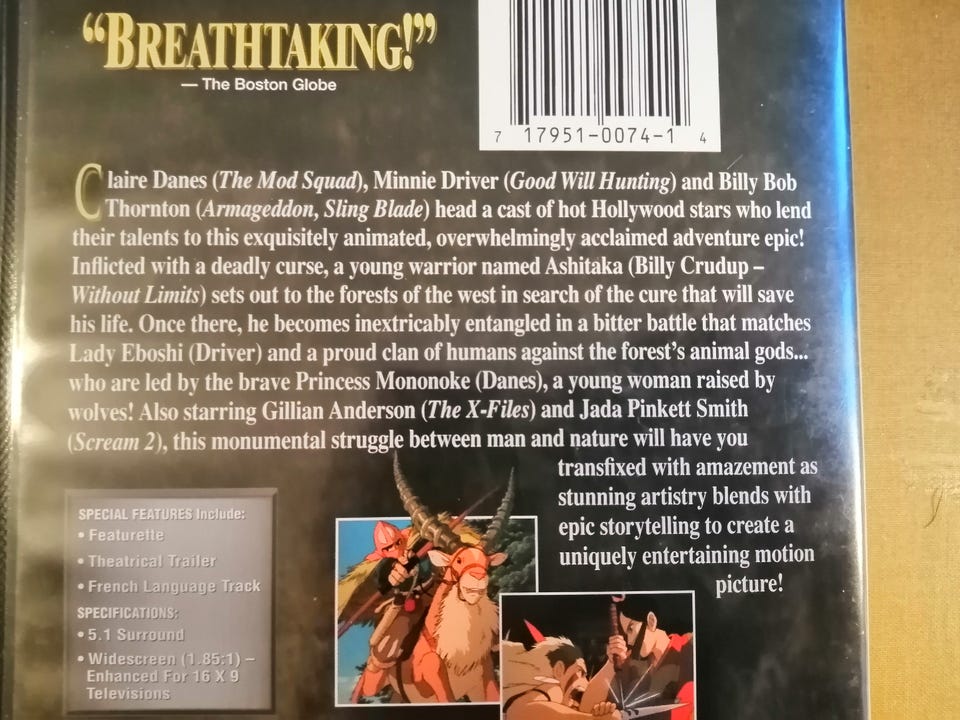 “BREATHTAKING!”
— The Boston Globe
7 17951-0074-1 4
Claire Danes (The Mod Squad), Minnie Driver (Good Will Hunting) and Billy Bob
Thornton (Armageddon, Sling Blade) head a cast of hot Hollywood stars who lend
their talents to this exquisitely animated, overwhelmingly acclaimed adventure epic!
Inflicted with a deadly curse, a young warrior named Ashitaka (Billy Crudup –
Without Limits) sets out to the forests of the west in search of the cure that will save
his life. Once there, he becomes inextricably entangled in a bitter battle that matches
Lady Eboshi (Driver) and a proud clan of humans against the forest’s animal gods...
who are led by the brave Princess Mononoke (Danes), a young woman raised by
wolves! Also starring Gillian Anderson (The X-Files) and Jada Pinkett Smith
(Scream 2), this monumental struggle between man and nature will have you
transfixed with amazement as
stunning artistry blends with
epic storytelling to create a
uniquely entertaining motion
picture!
SPECIAL FEATURES Include:
• Featurette
• Theatrical Trailer
• French Language Track
SPECIFICATIONS:
• 5.1 Surround
• Widescreen (1.85:1) –
Enhanced For 16 X 9
Televisions